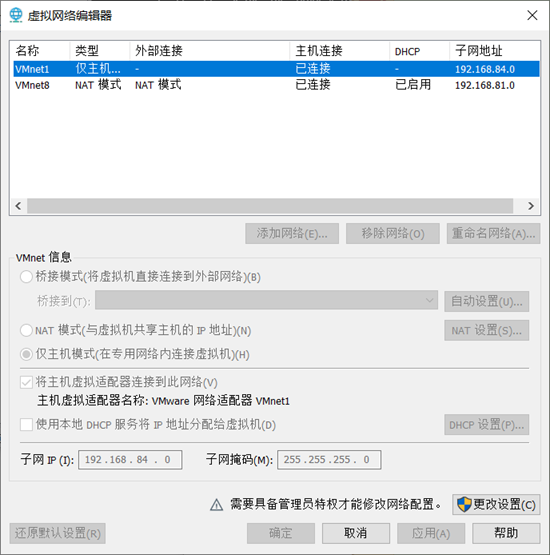 虚拟网络编辑器
名称 类型 外部连接 主机连接 DHCP 子网地址
VMnet1 仅主机... - 已连接 - 192.168.84.0
VMnet8 NAT 模式 NAT 模式 已连接 已启用 192.168.81.0
添加网络(E)... 移除网络(O) 重命名网络(A)...
VMnet 信息
桥接模式(将虚拟机直接连接到外部网络)(B)
桥接到(T): 自动设置(U)...
NAT 模式(与虚拟机共享主机的 IP 地址)(N) NAT 设置(S)...
仅主机模式(在专用网络内连接虚拟机)(H)
将主机虚拟适配器连接到此网络(V)
主机虚拟适配器名称: VMware 网络适配器 VMnet1
使用本地 DHCP 服务将 IP 地址分配给虚拟机(D) DHCP 设置(P)...
子网 IP (I): 192 . 168 . 84 . 0 子网掩码(M): 255 . 255 . 255 . 0
需要具备管理员特权才能修改网络配置。 更改设置(C)
还原默认设置(R) 确定 取消 应用(A) 帮助